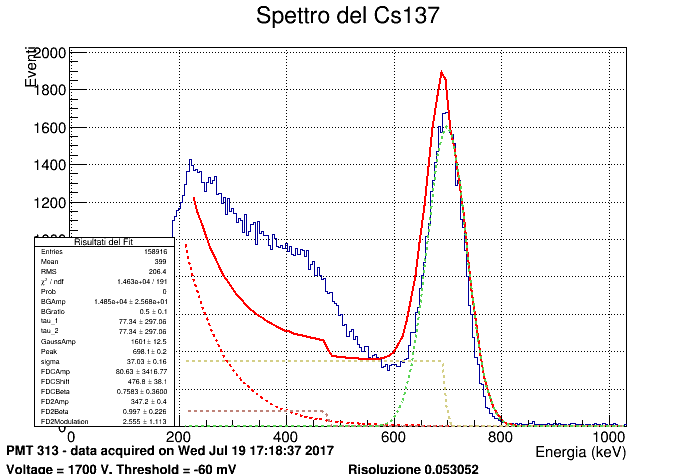 Spettro del Cs137
Eventi
2000
1800
1600
1400
1200
1000
Risultati del Fit
Entries 158916
Mean 399
RMS 206.4
χ² / ndf 1.463e+04 / 191
Prob 0
BGAmp 1.485e+04 ± 2.568e+01
BGratio 0.5 ± 0.1
tau_1 77.34 ± 297.06
tau_2 77.34 ± 297.06
GaussAmp 1601± 12.5
Peak 698.1± 0.2
sigma 37.03 ± 0.16
FDCAmp 80.63 ± 3416.77
FDCShift 476.8 ± 38.1
FDCBeta 0.7583 ± 0.3600
FD2Amp 347.2 ± 0.4
FD2Beta 0.997 ± 0.226
FD2Modulation 2.555 ± 1.113
0 200 400 600 800 1000
Energia (keV)
PMT 313 - data acquired on Wed Jul 19 17:18:37 2017
Voltage = 1700 V, Threshold = -60 mV Risoluzione 0.053052